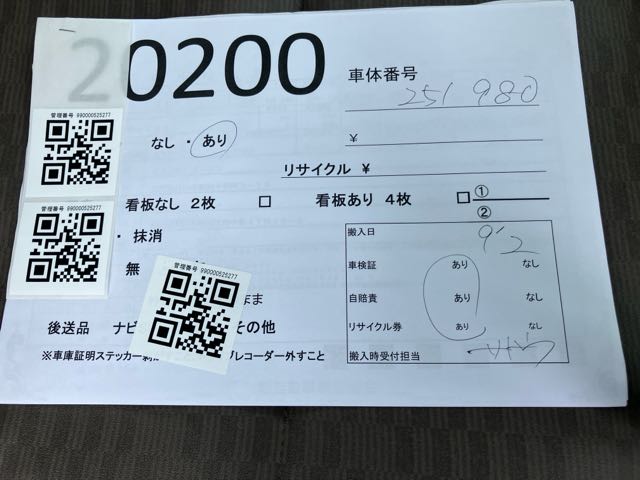 20200
車体番号 251 980
管理番号 990000525277
なし ・ あり
¥
リサイクル ¥
看板なし 2枚 □ 看板あり 4枚 □ ①
②
管理番号 990000525277
・ 抹消
無
管理番号 990000525277
まま
後送品 ナビ その他
※車庫証明ステッカー剥 レコーダー外すこと
搬入日 9/2
車検証 あり なし
自賠責 あり なし
リサイクル券 あり なし
搬入時受付担当